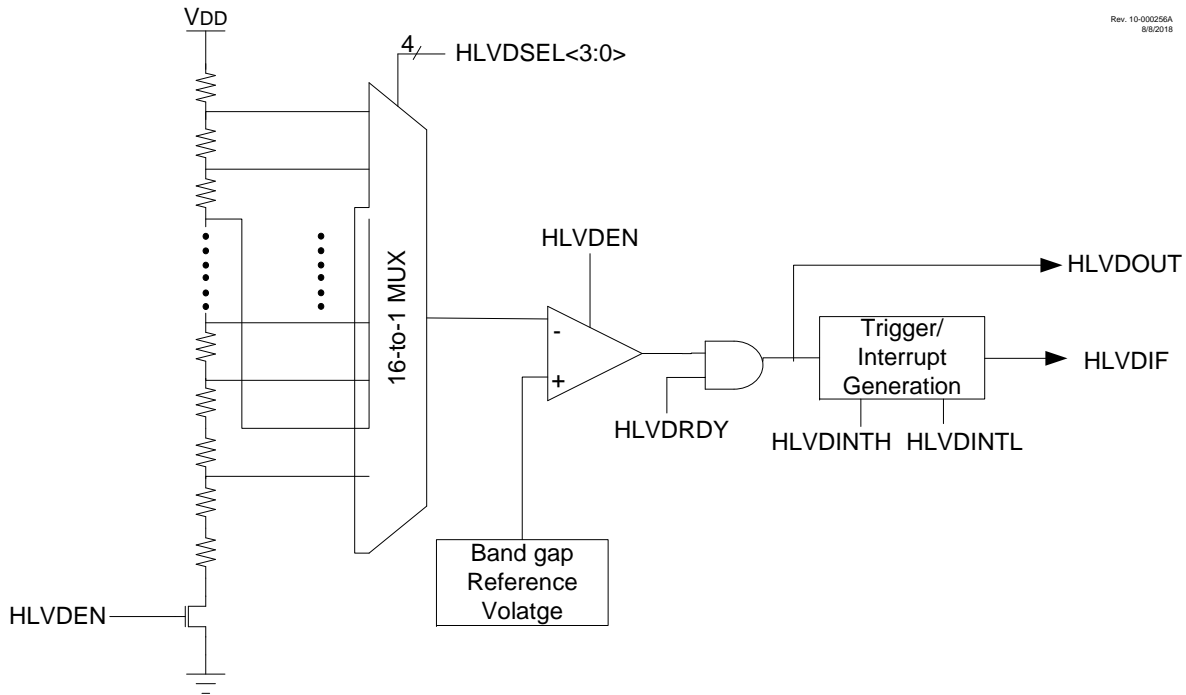 Rev. 10-000256A
8/8/2018
VDD
4
HLVDSEL<3:0>
16-to-1 MUX
HLVDEN
-
+
HLVDRDY
HLVDOUT
Trigger/
Interrupt
Generation
HLVDIF
HLVDINTH HLVDINTL
Band gap
Reference
Volatge
HLVDEN